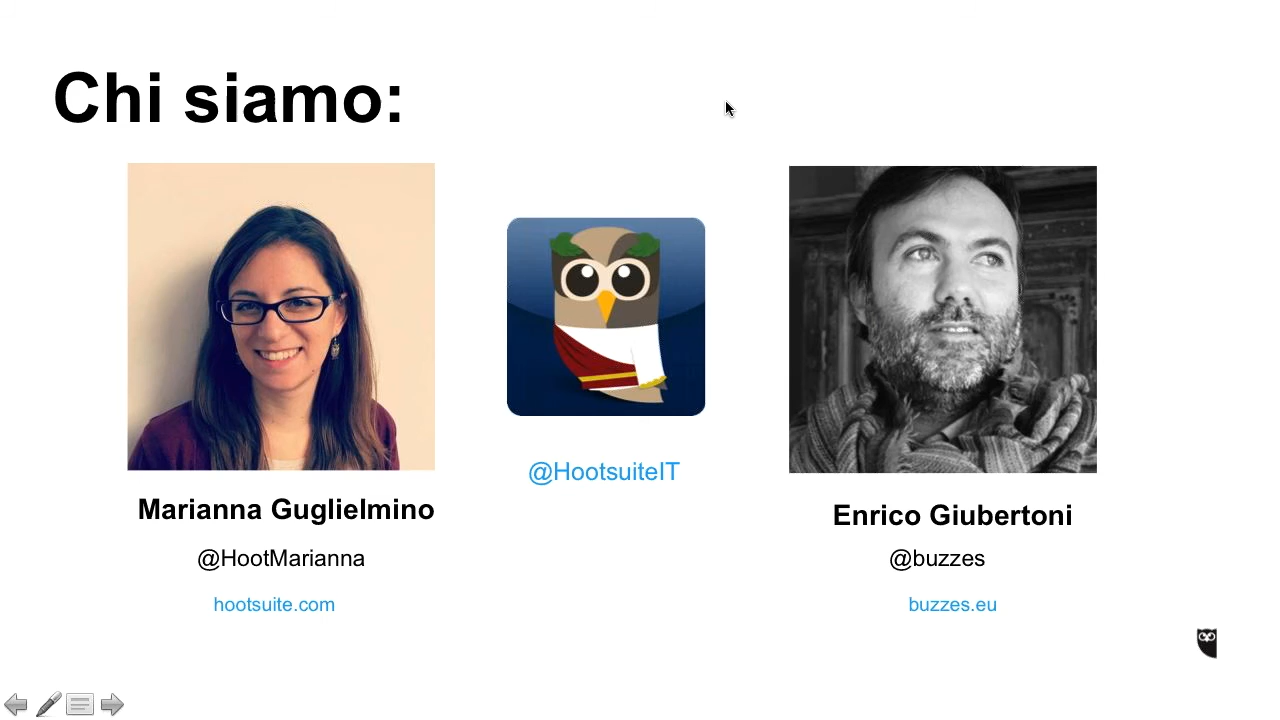 Chi siamo:
@HootsuiteIT
Marianna Guglielmino
Enrico Giubertoni
@HootMarianna
@buzzes
hootsuite.com
buzzes.eu